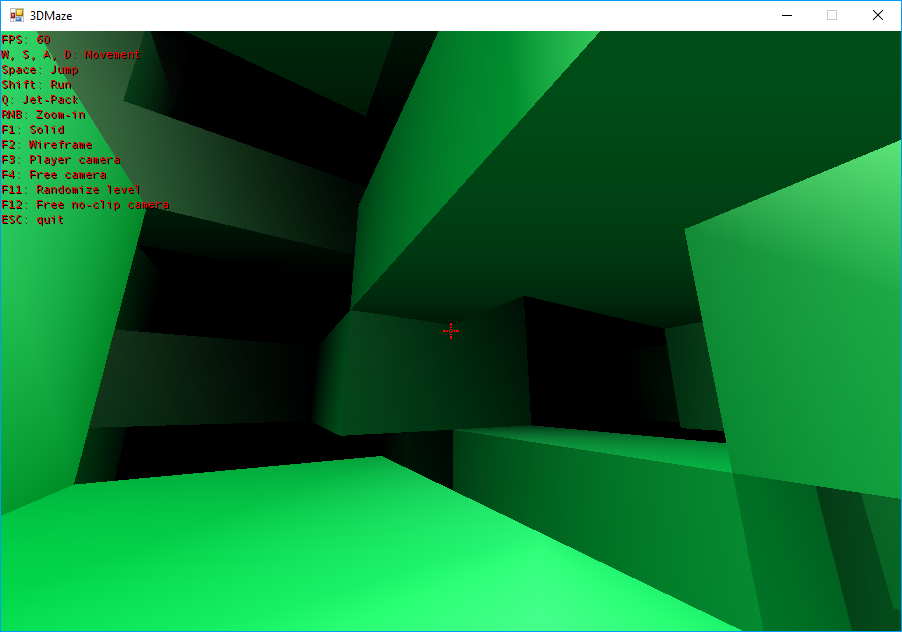 3DMaze
FPS: 60
W, S, A, D: Movement
Space: Jump
Shift: Run
Q: Jet-Pack
RMB: Zoom-in
F1: Solid
F2: Wireframe
F3: Player camera
F4: Free camera
F11: Randomize level
F12: Free no-clip camera
ESC: quit